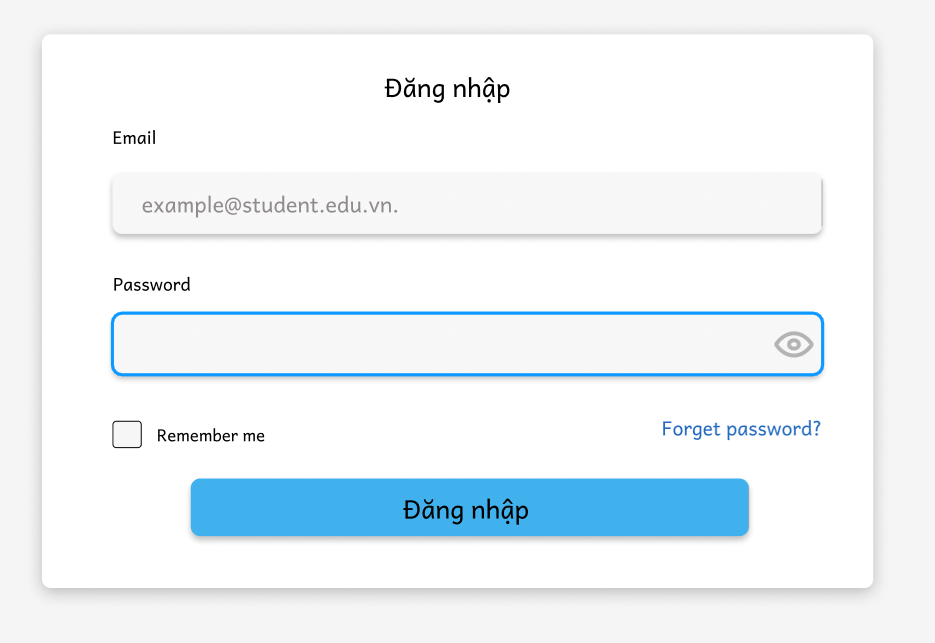 Đăng nhập
Email
example@student.edu.vn.
Password
Remember me
Forget password?
Đăng nhập